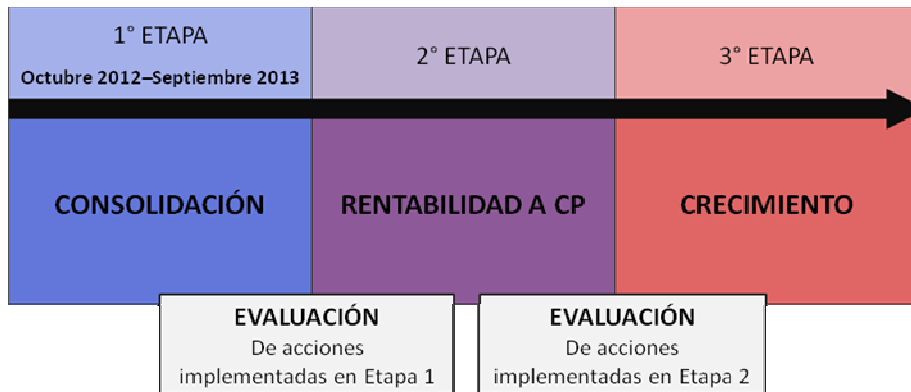 1° ETAPA
Octubre 2012–Septiembre 2013
2° ETAPA
3° ETAPA
CONSOLIDACIÓN
RENTABILIDAD A CP
CRECIMIENTO
EVALUACIÓN
De acciones
implementadas en Etapa 1
EVALUACIÓN
De acciones
implementadas en Etapa 2